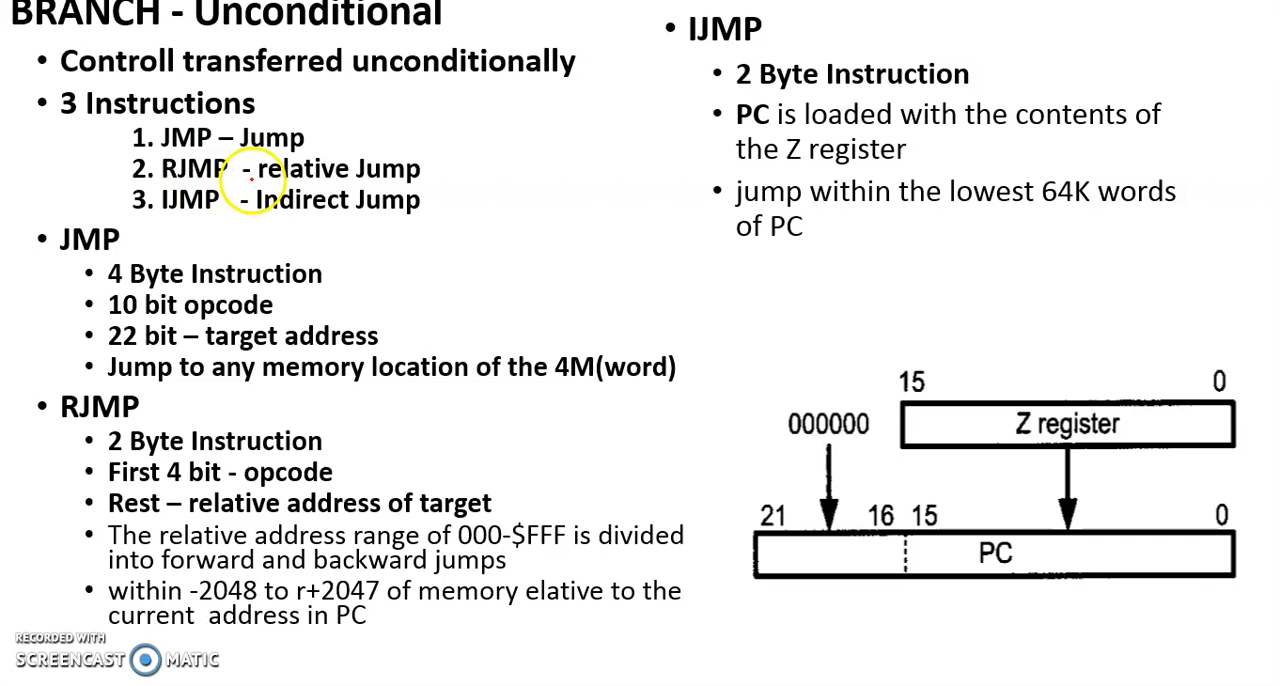 BRANCH - Unconditional
• Controll transferred unconditionally
• 3 Instructions
1. JMP – Jump
2. RJMP - relative Jump
3. IJMP - Indirect Jump
• JMP
• 4 Byte Instruction
• 10 bit opcode
• 22 bit – target address
• Jump to any memory location of the 4M(word)
• RJMP
• 2 Byte Instruction
• First 4 bit - opcode
• Rest – relative address of target
• The relative address range of 000-$FFF is divided
into forward and backward jumps
• within -2048 to r+2047 of memory elative to the
current address in PC
• IJMP
• 2 Byte Instruction
• PC is loaded with the contents of
the Z register
• jump within the lowest 64K words
of PC
15 0
000000 Z register
21 16 15 0
PC
RECORDED WITH
SCREENCAST MATIC